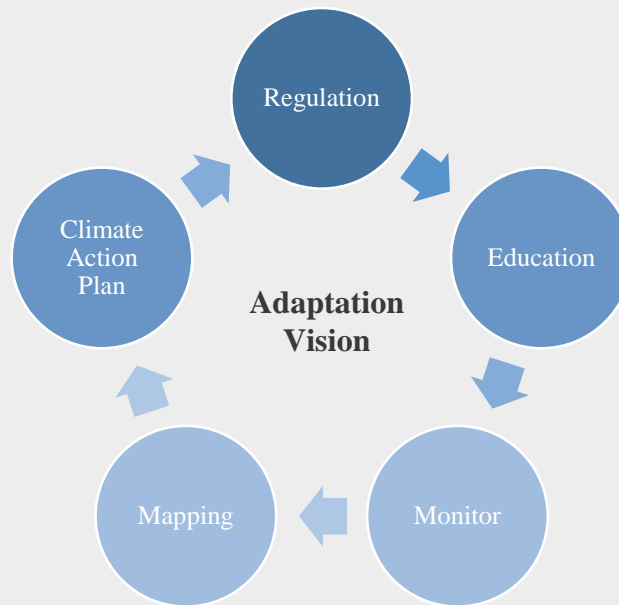 Regulation
Education
Monitor
Mapping
Climate
Action
Plan
Adaptation
Vision